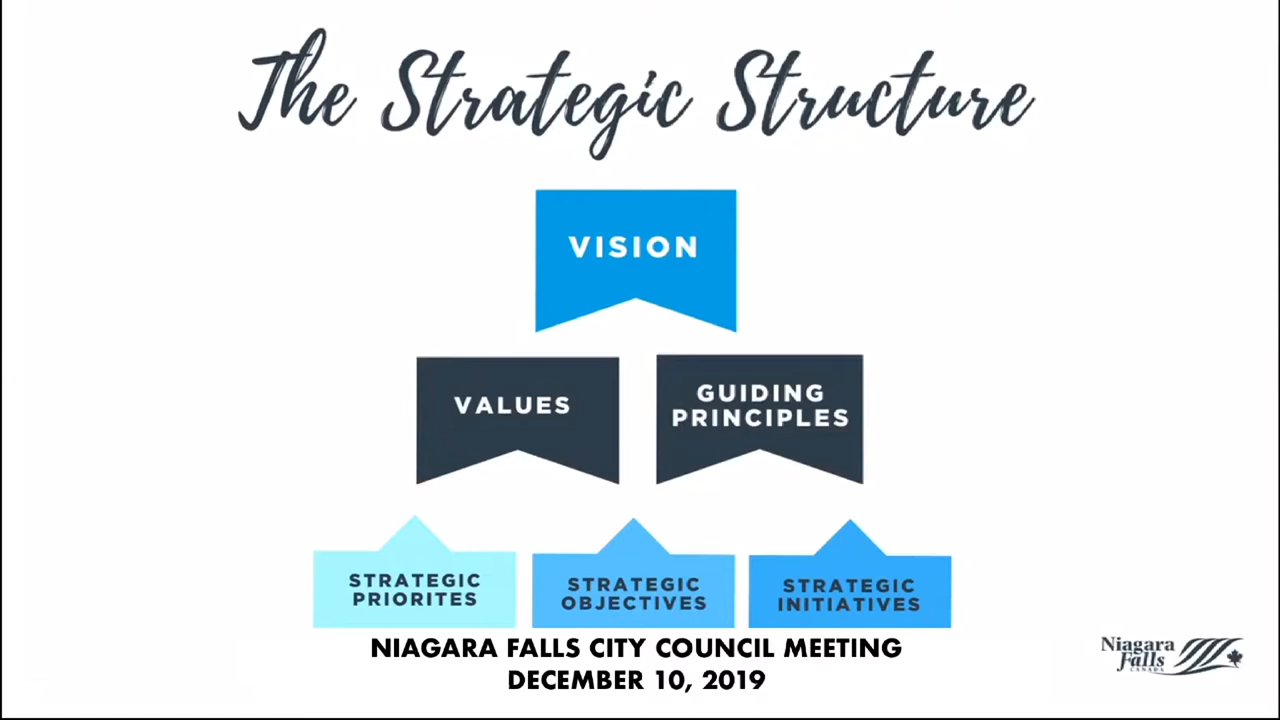 The Strategic Structure
VISION
VALUES
GUIDING
PRINCIPLES
STRATEGIC
PRIORITES
STRATEGIC
OBJECTIVES
STRATEGIC
INITIATIVES
NIAGARA FALLS CITY COUNCIL MEETING
DECEMBER 10, 2019
Niagara
Falls
CANADA